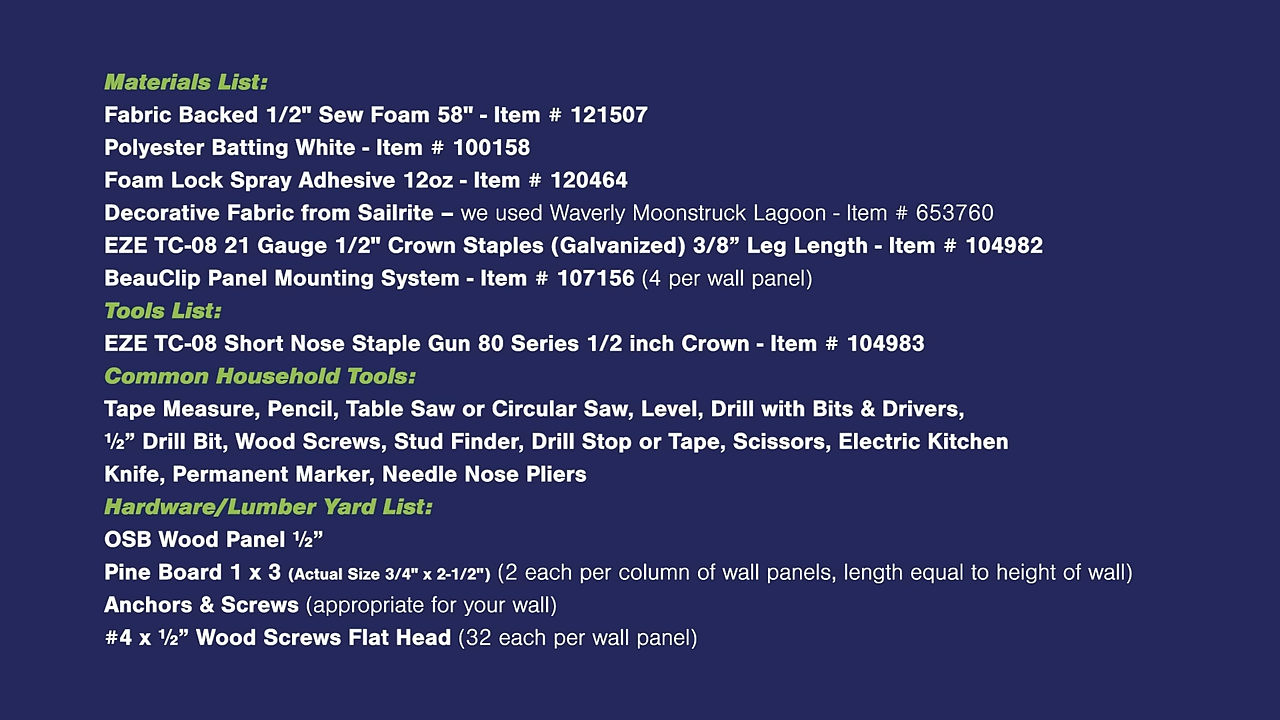 Materials List:
Fabric Backed 1/2" Sew Foam 58" - Item # 121507
Polyester Batting White - Item # 100158
Foam Lock Spray Adhesive 12oz - Item # 120464
Decorative Fabric from Sailrite – we used Waverly Moonstruck Lagoon - Item # 653760
EZE TC-08 21 Gauge 1/2" Crown Staples (Galvanized) 3/8” Leg Length - Item # 104982
BeauClip Panel Mounting System - Item # 107156 (4 per wall panel)
Tools List:
EZE TC-08 Short Nose Staple Gun 80 Series 1/2 inch Crown - Item # 104983
Common Household Tools:
Tape Measure, Pencil, Table Saw or Circular Saw, Level, Drill with Bits & Drivers,
½” Drill Bit, Wood Screws, Stud Finder, Drill Stop or Tape, Scissors, Electric Kitchen
Knife, Permanent Marker, Needle Nose Pliers
Hardware/Lumber Yard List:
OSB Wood Panel ½”
Pine Board 1 x 3 (Actual Size 3/4" x 2-1/2") (2 each per column of wall panels, length equal to height of wall)
Anchors & Screws (appropriate for your wall)
#4 x ½” Wood Screws Flat Head (32 each per wall panel)